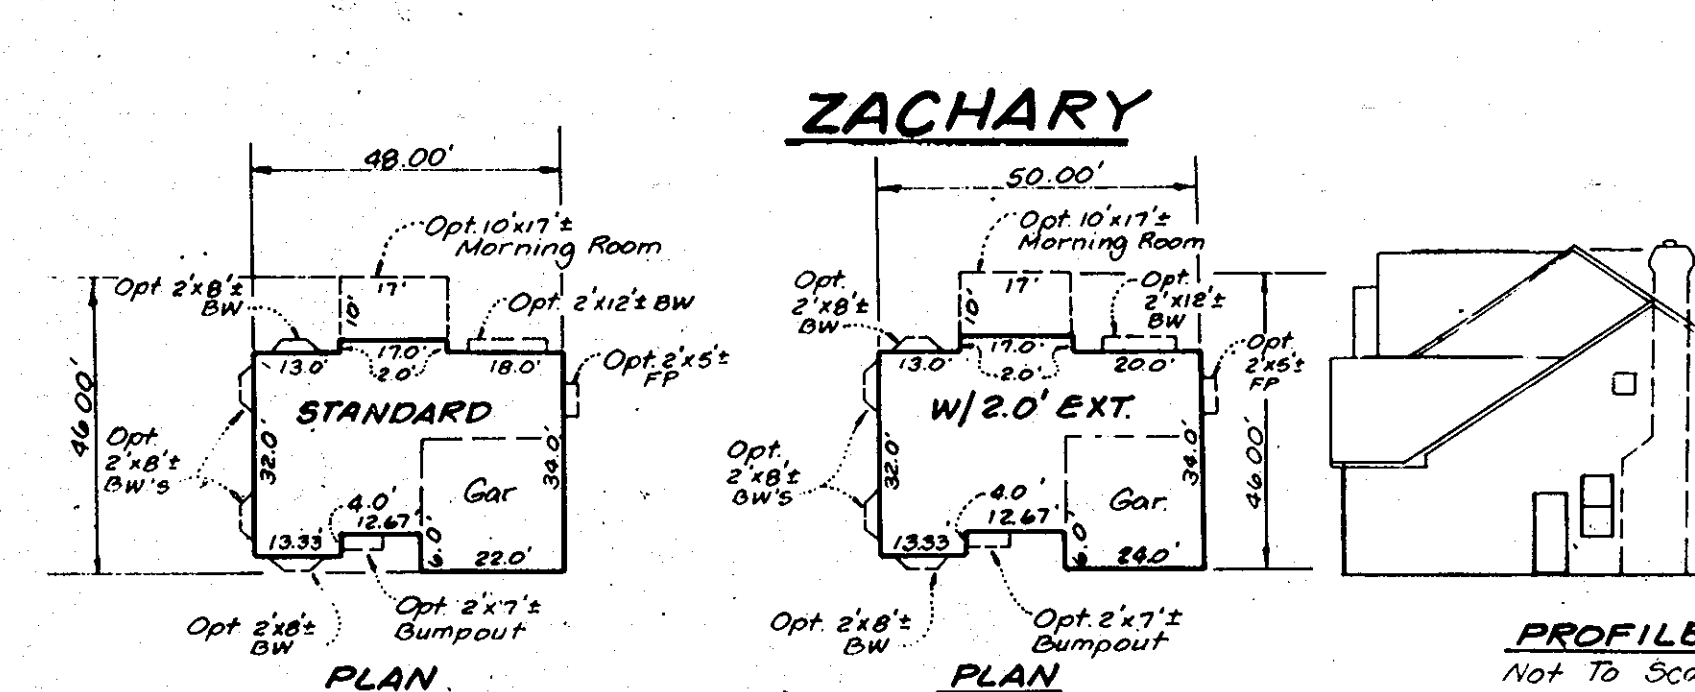 ZACHARY
48.00'
Opt. 10'x17'±
Morning Room
Opt 2'x8'±
BW
17'
10'
Opt. 2'x12'± BW
13.0'
17.0'
2.0'
18.0'
Opt. 2'x5'±
FP
STANDARD
46.00'
Opt.
2'x8'±
BW'S
32.0'
34.0'
Gar
4.0'
12.67'
13.33'
6.0
22.0'
Opt 2'x8'±
BW
Opt. 2'x7'±
Bumpout
PLAN
50.00'
Opt. 10'x17'±
Morning Room
Opt.
2'x8'±
BW
17'
10'
Opt.
2'x12'±
BW
13.0'
17.0'
2.0'
20.0'
Opt.
2'x5'±
FP
W/2.0' EXT.
Opt.
2'x8'±
BW'S
32.0'
34.0'
46.00'
Gar.
4.0'
12.67'
13.33
6.0
24.0'
Opt. 2'x8'±
BW
Opt. 2'x7'±
Bumpout
PLAN
PROFILE
Not To Sca